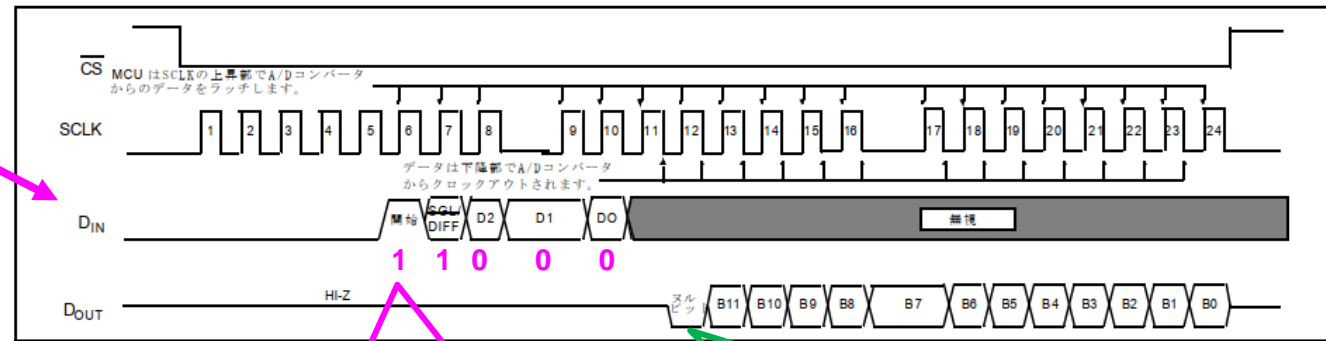 CS
MCU はSCLKの上昇部でA/Dコンバータ
からのデータをラッチします。
SCLK
1 2 3 4 5 6 7 8 9 10 11 12 13 14 15 16 17 18 19 20 21 22 23 24
データは下降部でA/Dコンバータ
からクロックアウトされます。
DIN
開始 SGL/ DIFF D2 D1 DO 無視
1 1 0 0 0
HI-Z
DOUT
ヌル
ビット
B11 B10 B9 B8 B7 B6 B5 B4 B3 B2 B1 B0